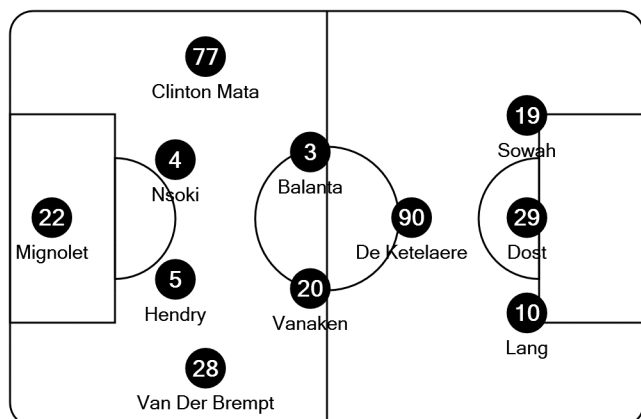 77
Clinton Mata
4
Nsoki
22
Mignolet
5
Hendry
28
Van Der Brempt
3
Balanta
20
Vanaken
90
De Ketelaere
19
Sowah
29
Dost
10
Lang